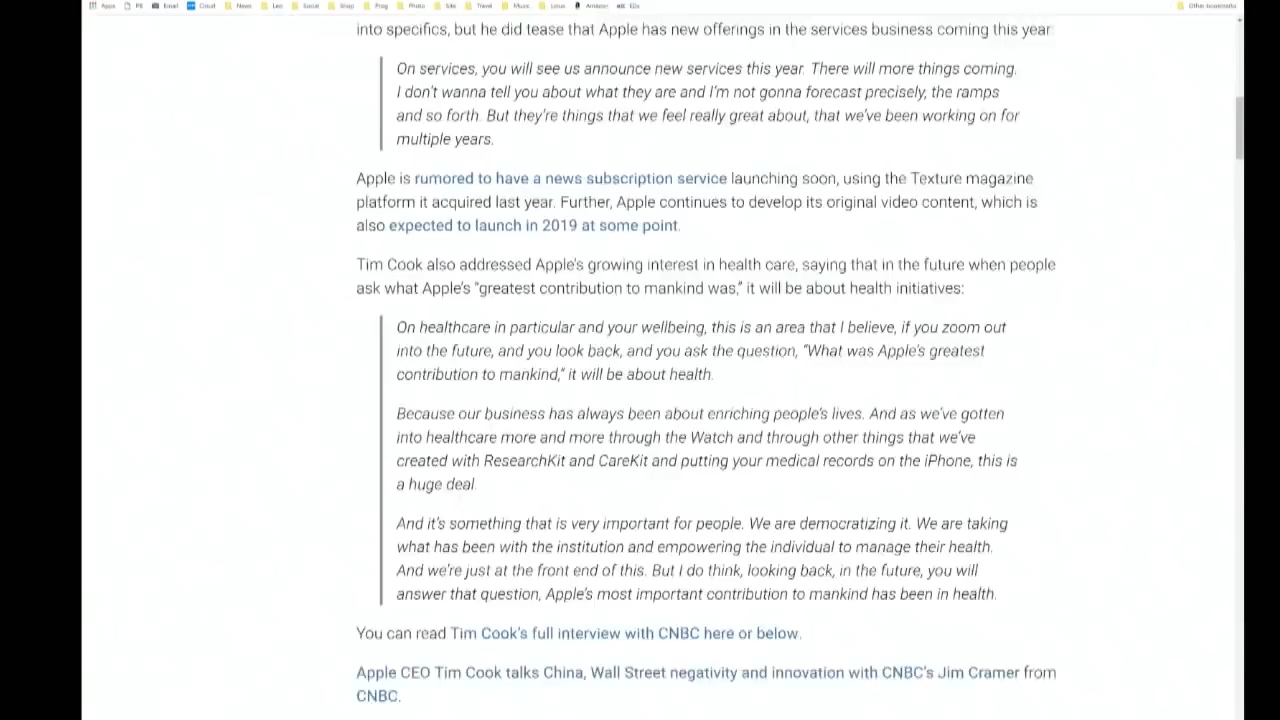 Apps Email Cloud News Leo Social Shop Prog Photo Site Travel Music Lotus Amazon Other bookmarks
into specifics, but he did tease that Apple has new offerings in the services business coming this year:
On services, you will see us announce new services this year. There will more things coming.
I don't wanna tell you about what they are and I'm not gonna forecast precisely, the ramps
and so forth. But they're things that we feel really great about, that we've been working on for
multiple years.
Apple is rumored to have a news subscription service launching soon, using the Texture magazine
platform it acquired last year. Further, Apple continues to develop its original video content, which is
also expected to launch in 2019 at some point.
Tim Cook also addressed Apple's growing interest in health care, saying that in the future when people
ask what Apple's "greatest contribution to mankind was," it will be about health initiatives:
On healthcare in particular and your wellbeing, this is an area that I believe, if you zoom out
into the future, and you look back, and you ask the question, "What was Apple's greatest
contribution to mankind," it will be about health.
Because our business has always been about enriching people's lives. And as we've gotten
into healthcare more and more through the Watch and through other things that we've
created with ResearchKit and CareKit and putting your medical records on the iPhone, this is
a huge deal.
And it's something that is very important for people. We are democratizing it. We are taking
what has been with the institution and empowering the individual to manage their health.
And we're just at the front end of this. But I do think, looking back, in the future, you will
answer that question, Apple's most important contribution to mankind has been in health.
You can read Tim Cook's full interview with CNBC here or below.
Apple CEO Tim Cook talks China, Wall Street negativity and innovation with CNBC's Jim Cramer from
CNBC.